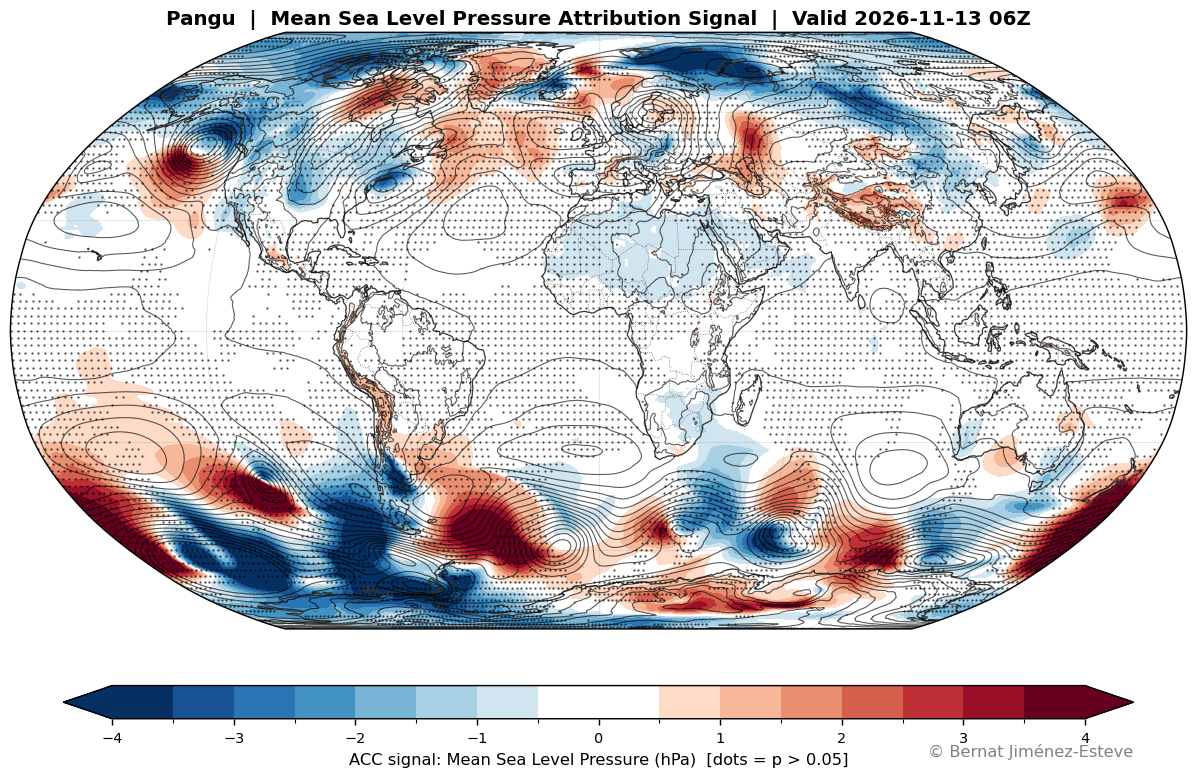 Pangu | Mean Sea Level Pressure Attribution Signal | Valid 2026-11-13 06Z
−4 −3 −2 −1 0 1 2 3 4
© Bernat Jiménez-Esteve
ACC signal: Mean Sea Level Pressure (hPa) [dots = p > 0.05]